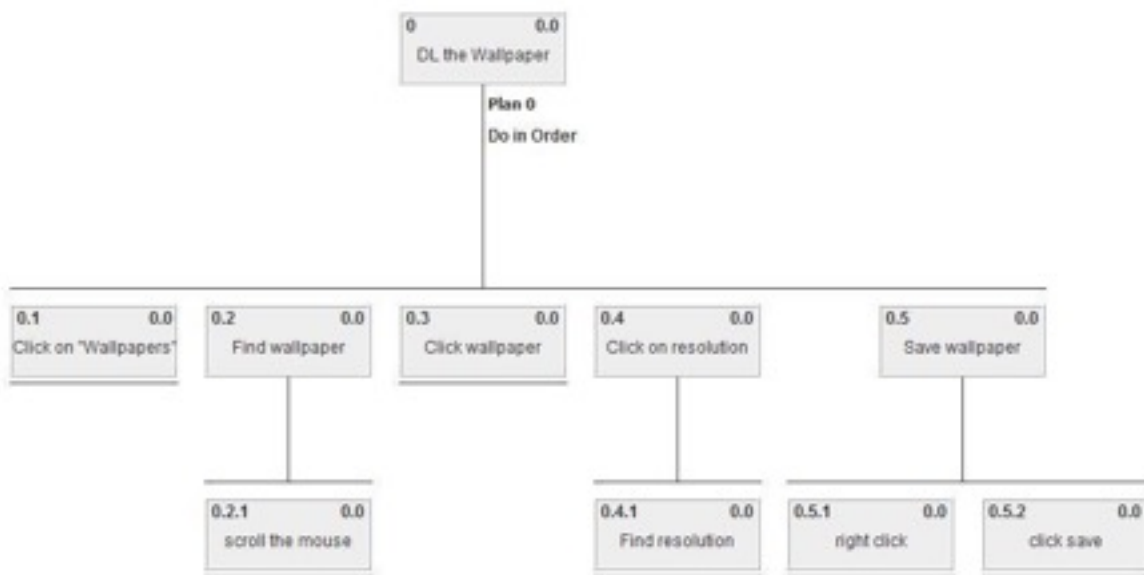 0 0.0
DL the Wallpaper
Plan 0
Do in Order
0.1 0.0
Click on "Wallpapers"
0.2 0.0
Find wallpaper
0.3 0.0
Click wallpaper
0.4 0.0
Click on resolution
0.5 0.0
Save wallpaper
0.2.1 0.0
scroll the mouse
0.4.1 0.0
Find resolution
0.5.1 0.0
right click
0.5.2 0.0
click save